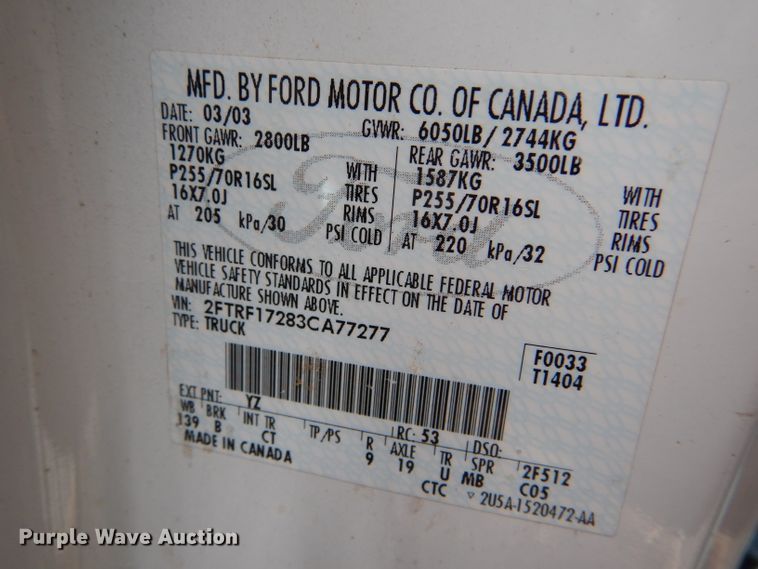 MFD. BY FORD MOTOR CO. OF CANADA, LTD.
DATE: 03/03 GVWR: 6050LB/ 2744KG
FRONT GAWR: 2800LB REAR GAWR: 3500LB
1270KG WITH 1587KG WITH
P255/70R16SL TIRES P255/70R16SL TIRES
16X7.0J RIMS 16X7.0J RIMS
AT 205 kPa/30 PSI COLD AT 220 kPa/32 PSI COLD
Ford
THIS VEHICLE CONFORMS TO ALL APPLICABLE FEDERAL MOTOR
VEHICLE SAFETY STANDARDS IN EFFECT ON THE DATE OF
MANUFACTURE SHOWN ABOVE.
VIN: 2FTRF17283CA77277
TYPE: TRUCK
F0033
T1404
EXT PNT: YZ RC: 53 DSO:
WB BRK INT TR TP/PS R AXLE TR SPR 2F512
139 B CT 9 19 U MB C05
MADE IN CANADA CTC ▽ 2U5A-1520472-AA
Purple Wave Auction